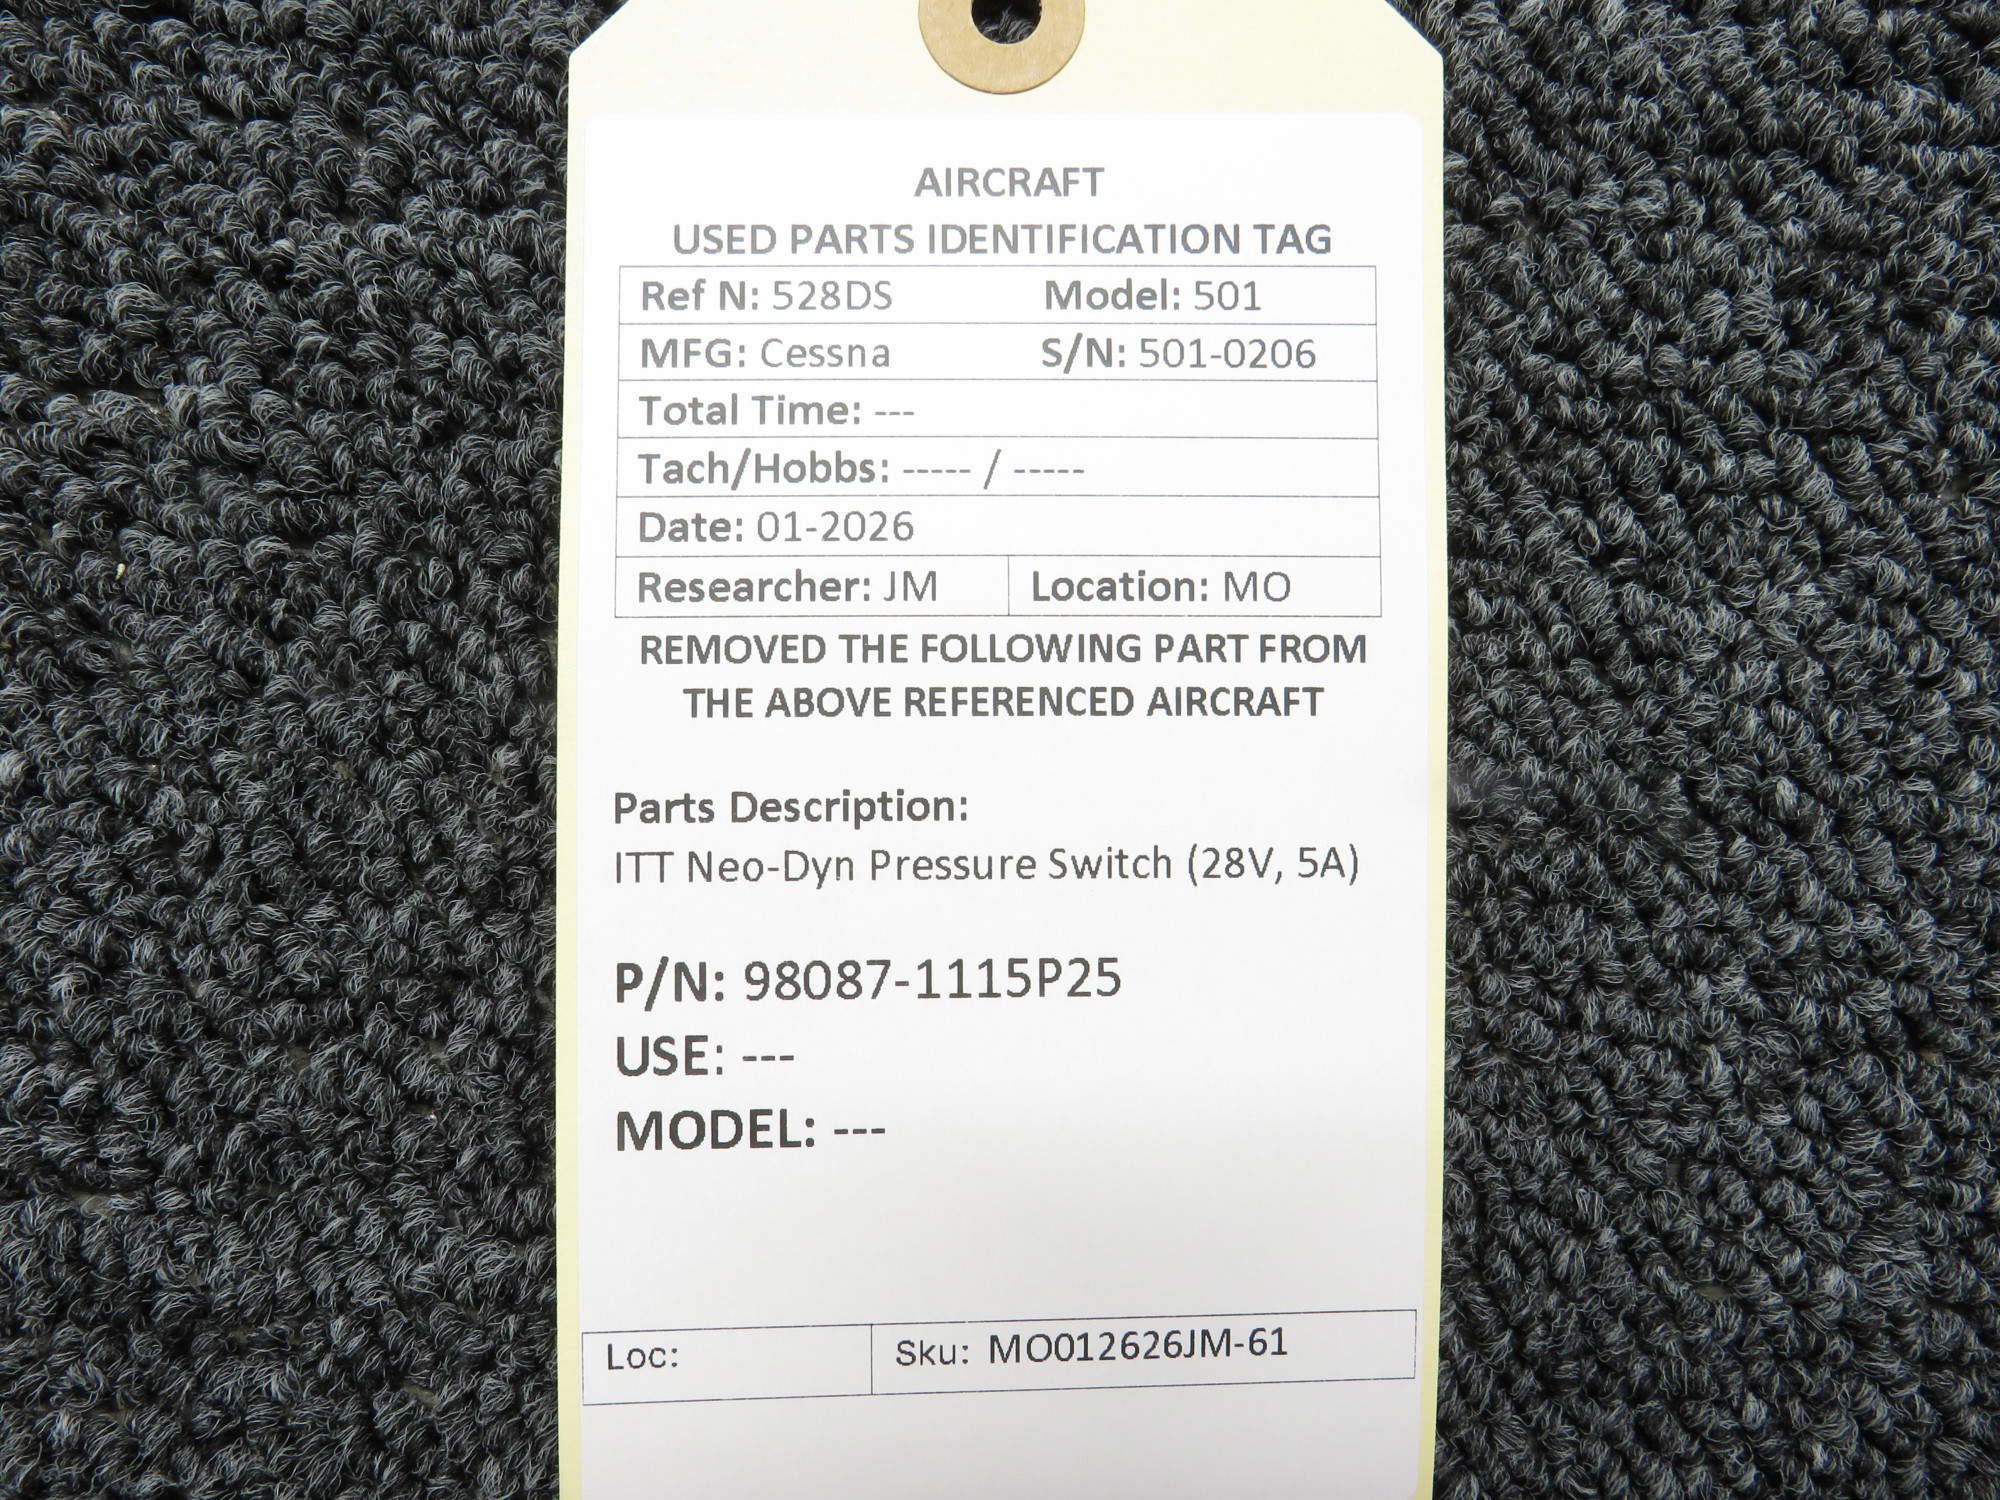 AIRCRAFT
USED PARTS IDENTIFICATION TAG
Ref N: 528DS Model: 501
MFG: Cessna S/N: 501-0206
Total Time: ---
Tach/Hobbs: ----- / -----
Date: 01-2026
Researcher: JM Location: MO
REMOVED THE FOLLOWING PART FROM
THE ABOVE REFERENCED AIRCRAFT
Parts Description:
ITT Neo-Dyn Pressure Switch (28V, 5A)
P/N: 98087-1115P25
USE: ---
MODEL: ---
Loc: Sku: MO012626JM-61